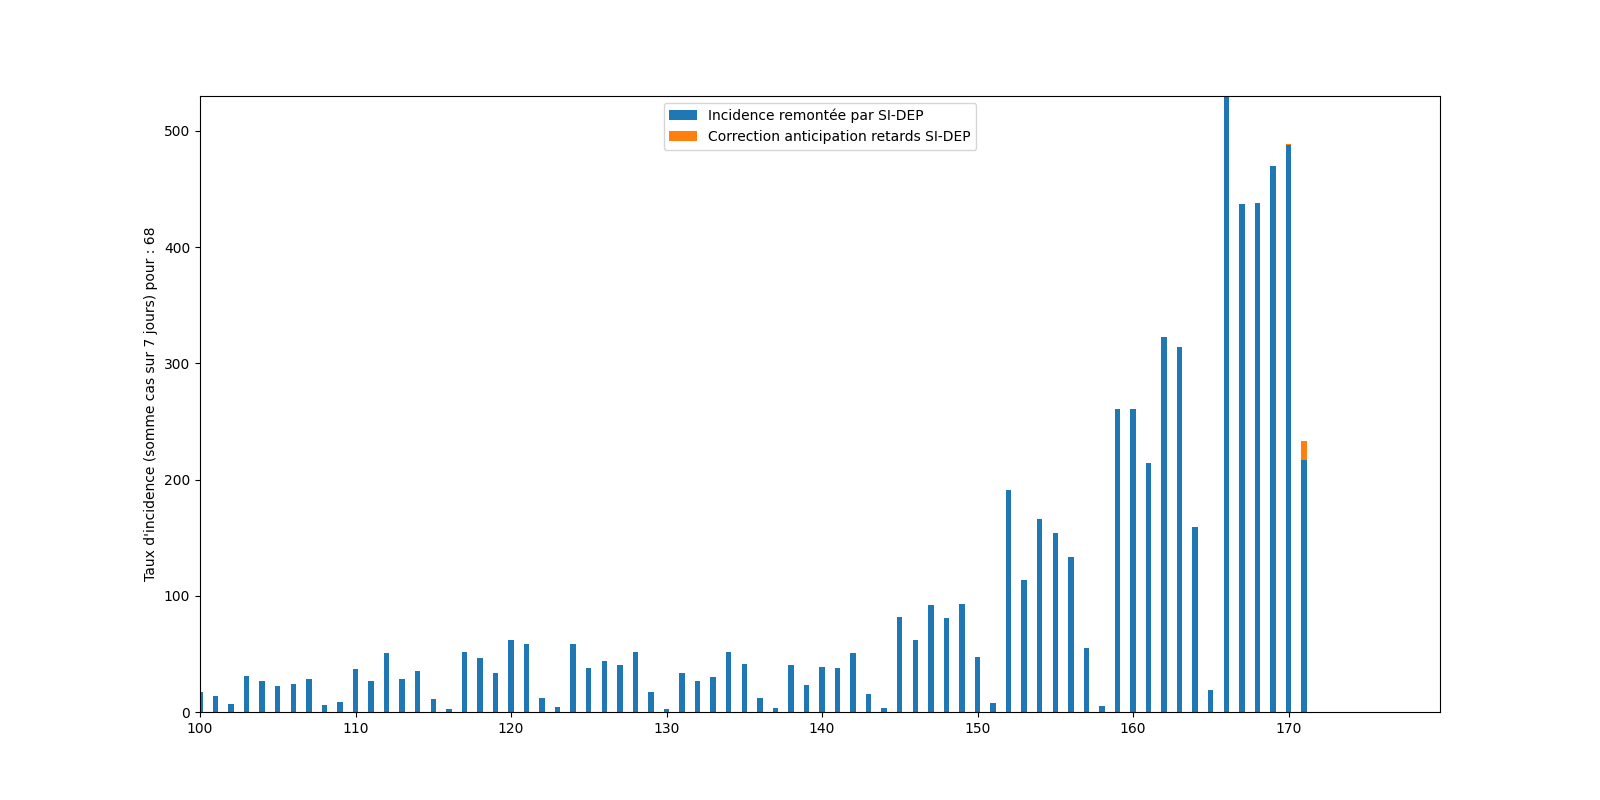 Incidence remontée par SI-DEP
Correction anticipation retards SI-DEP
Taux d'incidence (somme cas sur 7 jours) pour : 68
500
400
300
200
100
0
100 110 120 130 140 150 160 170